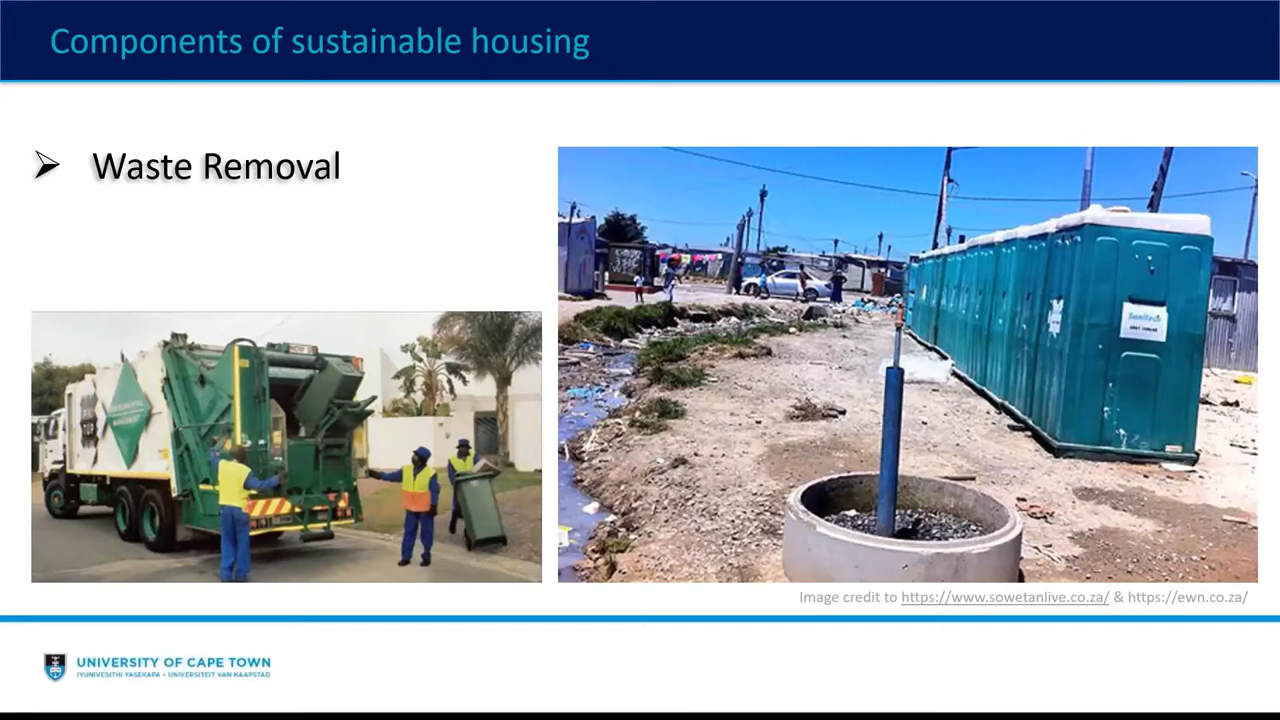 Components of sustainable housing
Waste Removal
Image credit to https://www.sowetanlive.co.za/ & https://ewn.co.za/
UNIVERSITY OF CAPE TOWN
IYUNIVESITHI YASEKAPA • UNIVERSITEIT VAN KAAPSTAD